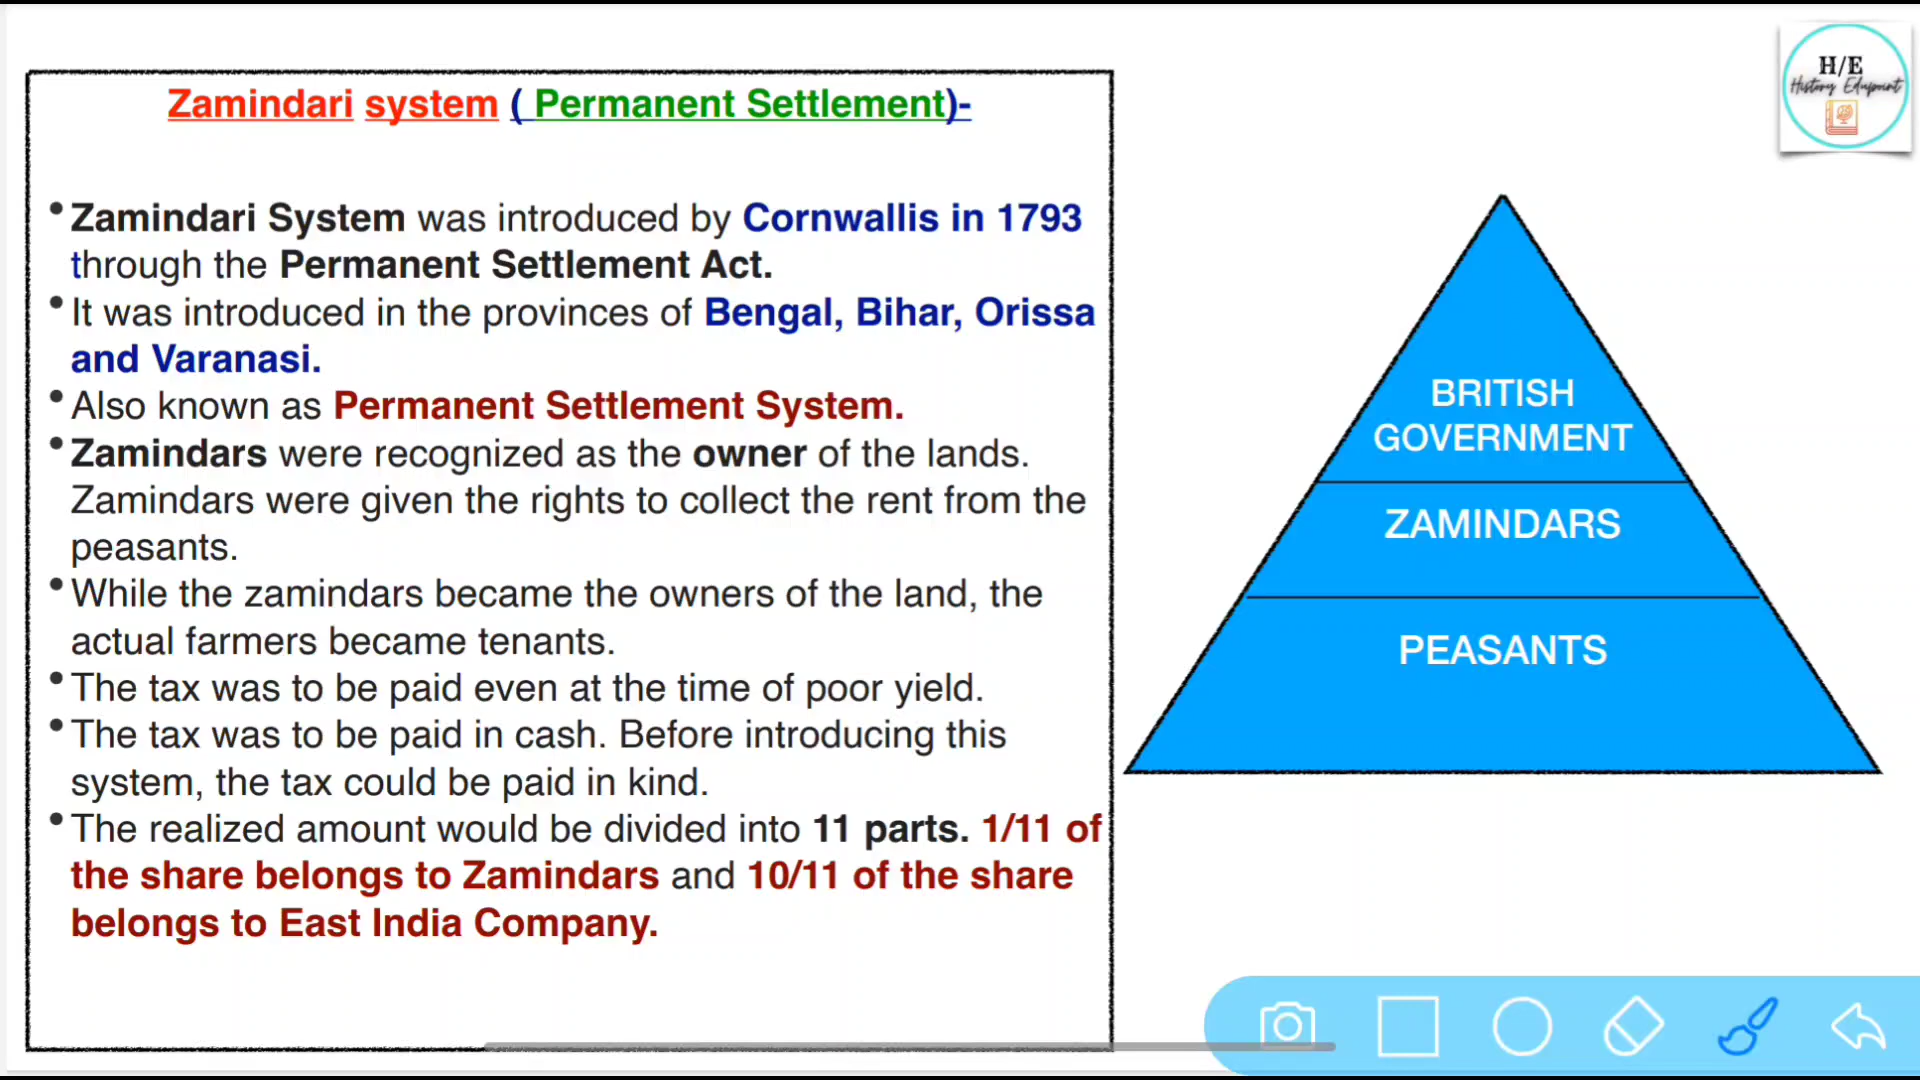 Zamindari system ( Permanent Settlement)-
•Zamindari System was introduced by Cornwallis in 1793
through the Permanent Settlement Act.
•It was introduced in the provinces of Bengal, Bihar, Orissa
and Varanasi.
•Also known as Permanent Settlement System.
•Zamindars were recognized as the owner of the lands.
Zamindars were given the rights to collect the rent from the
peasants.
•While the zamindars became the owners of the land, the
actual farmers became tenants.
•The tax was to be paid even at the time of poor yield.
•The tax was to be paid in cash. Before introducing this
system, the tax could be paid in kind.
•The realized amount would be divided into 11 parts. 1/11 of
the share belongs to Zamindars and 10/11 of the share
belongs to East India Company.
H/E
History Edupoint
BRITISH
GOVERNMENT
ZAMINDARS
PEASANTS